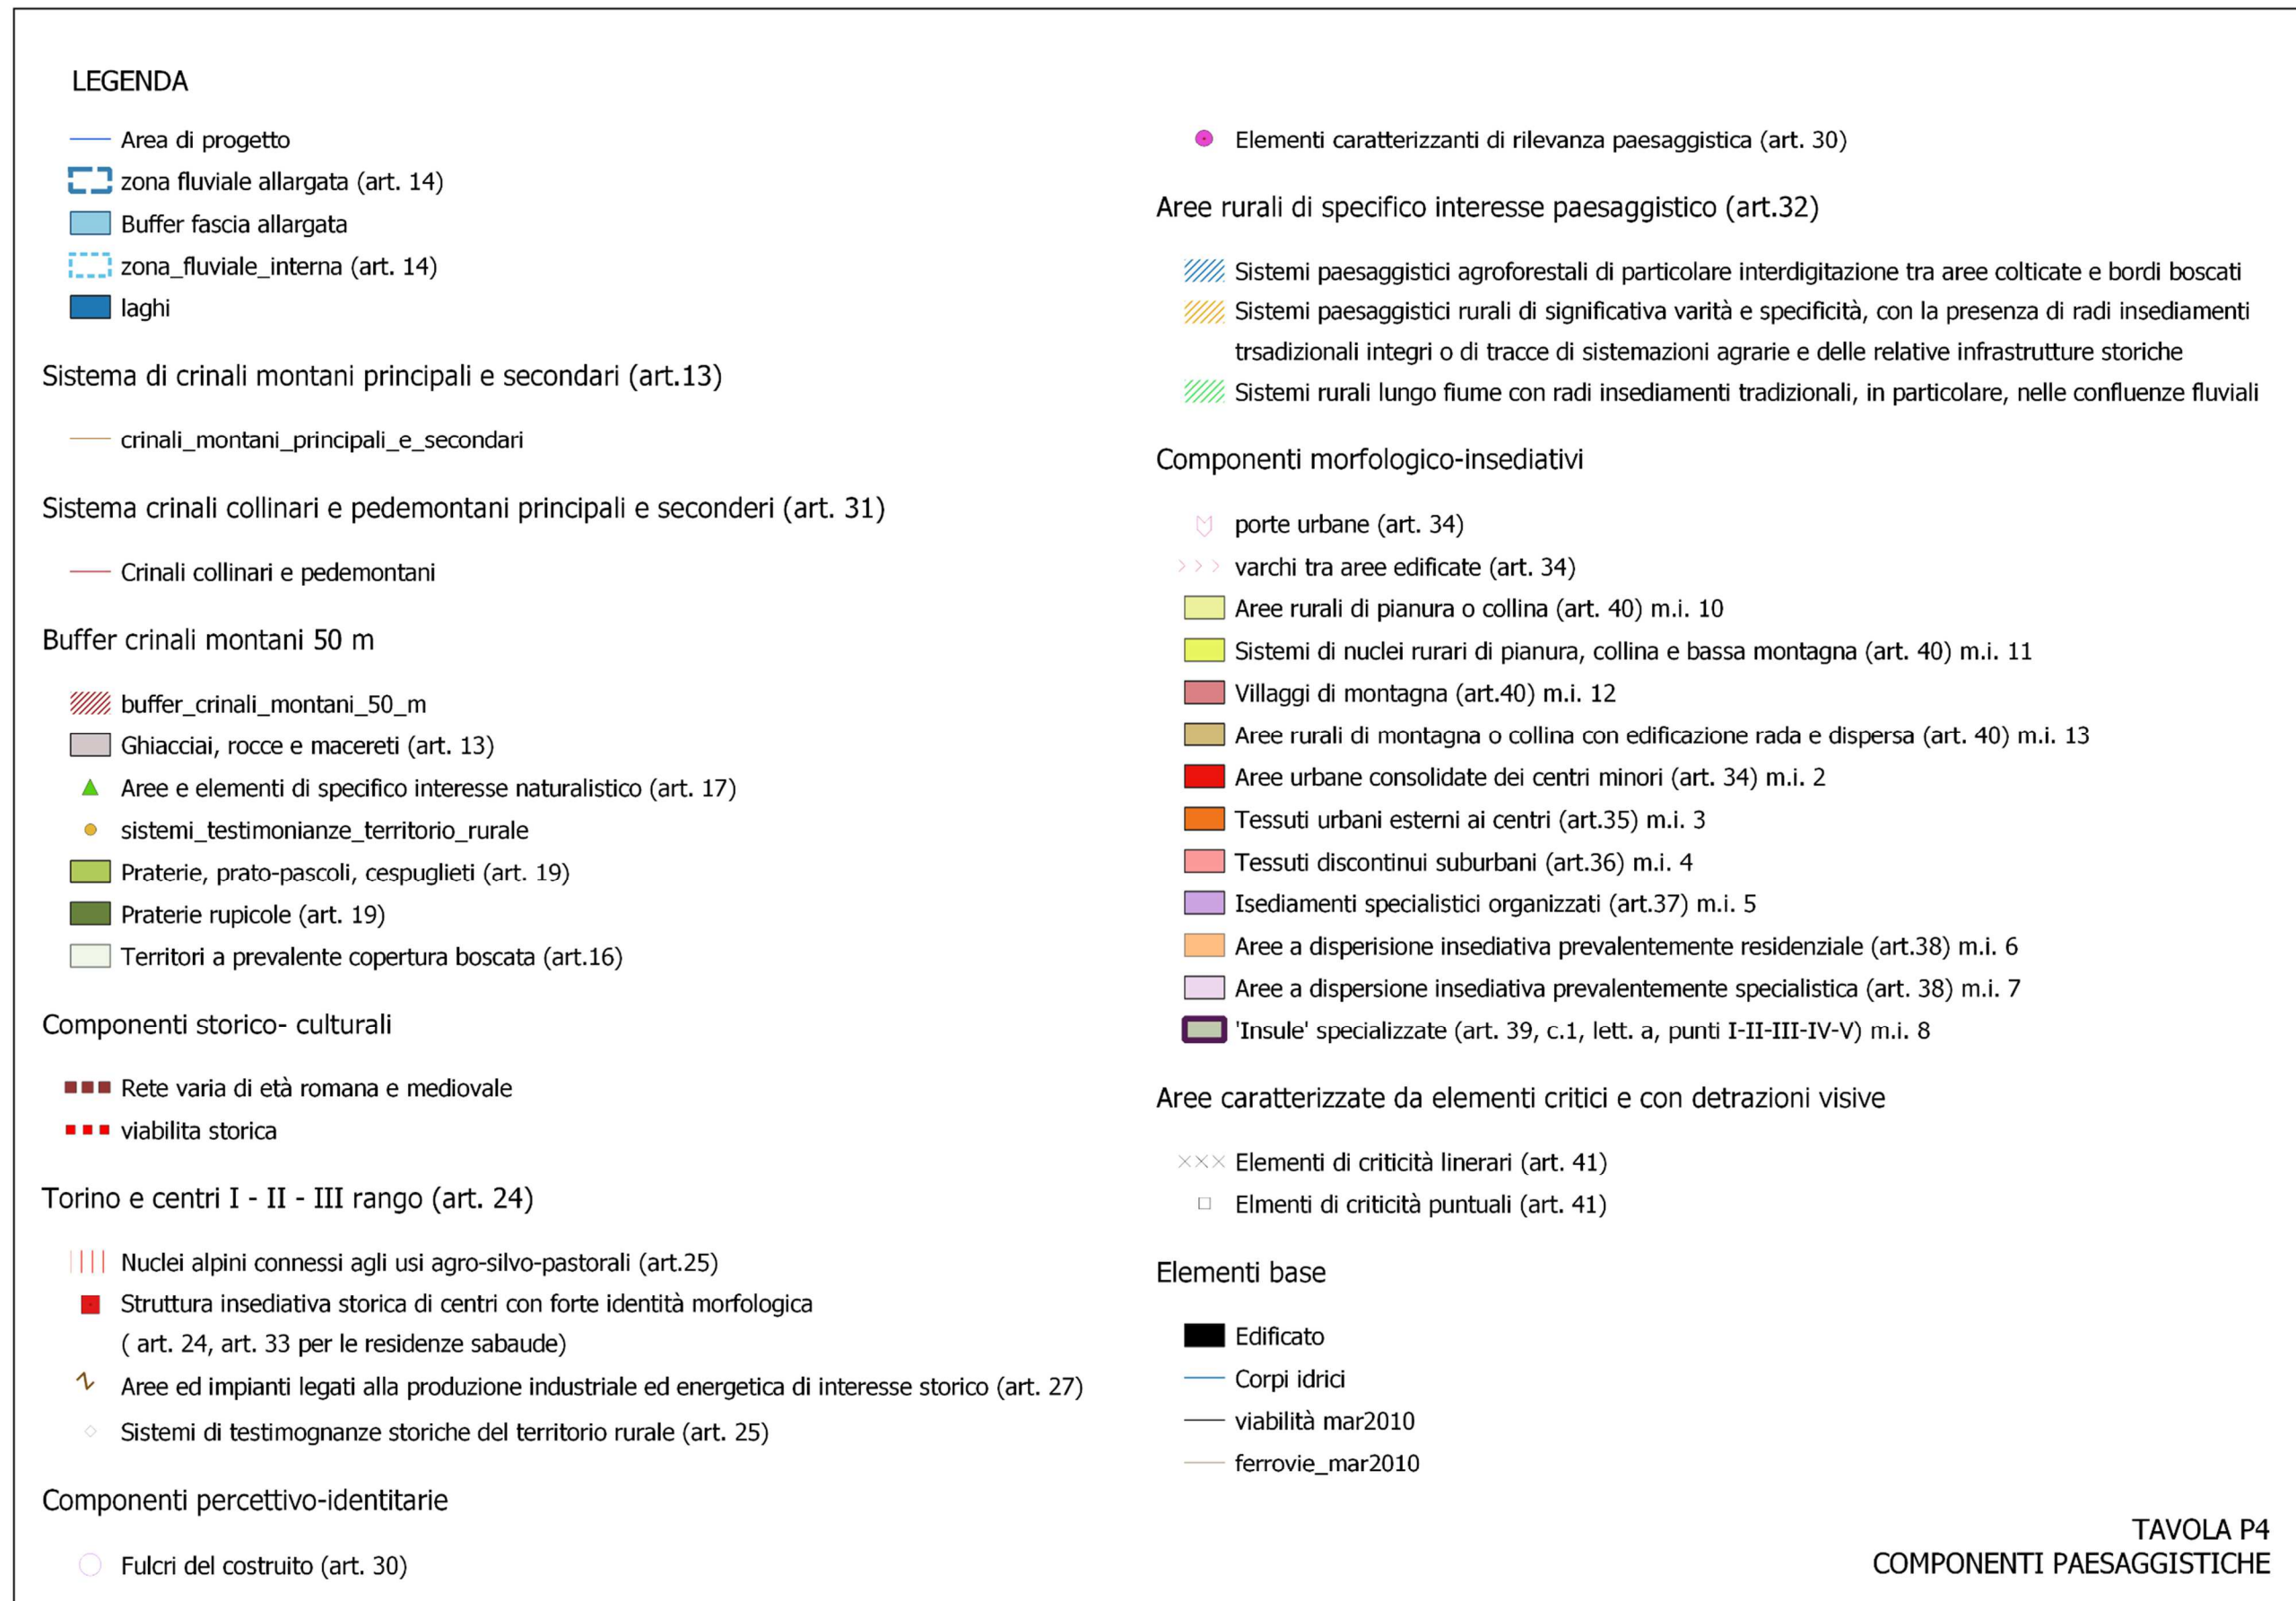 LEGENDA
Area di progetto
zona fluviale allargata (art. 14)
Buffer fascia allargata
zona_fluviale_interna (art. 14)
laghi
Sistema di crinali montani principali e secondari (art.13)
crinali_montani_principali_e_secondari
Sistema crinali collinari e pedemontani principali e seconderi (art. 31)
Crinali collinari e pedemontani
Buffer crinali montani 50 m
buffer_crinali_montani_50_m
Ghiacciai, rocce e macereti (art. 13)
Aree e elementi di specifico interesse naturalistico (art. 17)
sistemi_testimonianze_territorio_rurale
Praterie, prato-pascoli, cespuglieti (art. 19)
Praterie rupicole (art. 19)
Territori a prevalente copertura boscata (art.16)
Componenti storico- culturali
Rete varia di età romana e mediovale
viabilita storica
Torino e centri I - II - III rango (art. 24)
Nuclei alpini connessi agli usi agro-silvo-pastorali (art.25)
Struttura insediativa storica di centri con forte identità morfologica
( art. 24, art. 33 per le residenze sabaude)
Aree ed impianti legati alla produzione industriale ed energetica di interesse storico (art. 27)
Sistemi di testimognanze storiche del territorio rurale (art. 25)
Componenti percettivo-identitarie
Fulcri del costruito (art. 30)
Elementi caratterizzanti di rilevanza paesaggistica (art. 30)
Aree rurali di specifico interesse paesaggistico (art.32)
Sistemi paesaggistici agroforestali di particolare interdigitazione tra aree colticate e bordi boscati
Sistemi paesaggistici rurali di significativa varità e specificità, con la presenza di radi insediamenti
trsadizionali integri o di tracce di sistemazioni agrarie e delle relative infrastrutture storiche
Sistemi rurali lungo fiume con radi insediamenti tradizionali, in particolare, nelle confluenze fluviali
Componenti morfologico-insediativi
porte urbane (art. 34)
varchi tra aree edificate (art. 34)
Aree rurali di pianura o collina (art. 40) m.i. 10
Sistemi di nuclei rurari di pianura, collina e bassa montagna (art. 40) m.i. 11
Villaggi di montagna (art.40) m.i. 12
Aree rurali di montagna o collina con edificazione rada e dispersa (art. 40) m.i. 13
Aree urbane consolidate dei centri minori (art. 34) m.i. 2
Tessuti urbani esterni ai centri (art.35) m.i. 3
Tessuti discontinui suburbani (art.36) m.i. 4
Isediamenti specialistici organizzati (art.37) m.i. 5
Aree a disperisione insediativa prevalentemente residenziale (art.38) m.i. 6
Aree a dispersione insediativa prevalentemente specialistica (art. 38) m.i. 7
'Insule' specializzate (art. 39, c.1, lett. a, punti I-II-III-IV-V) m.i. 8
Aree caratterizzate da elementi critici e con detrazioni visive
Elementi di criticità linerari (art. 41)
Elmenti di criticità puntuali (art. 41)
Elementi base
Edificato
Corpi idrici
viabilità mar2010
ferrovie_mar2010
TAVOLA P4
COMPONENTI PAESAGGISTICHE